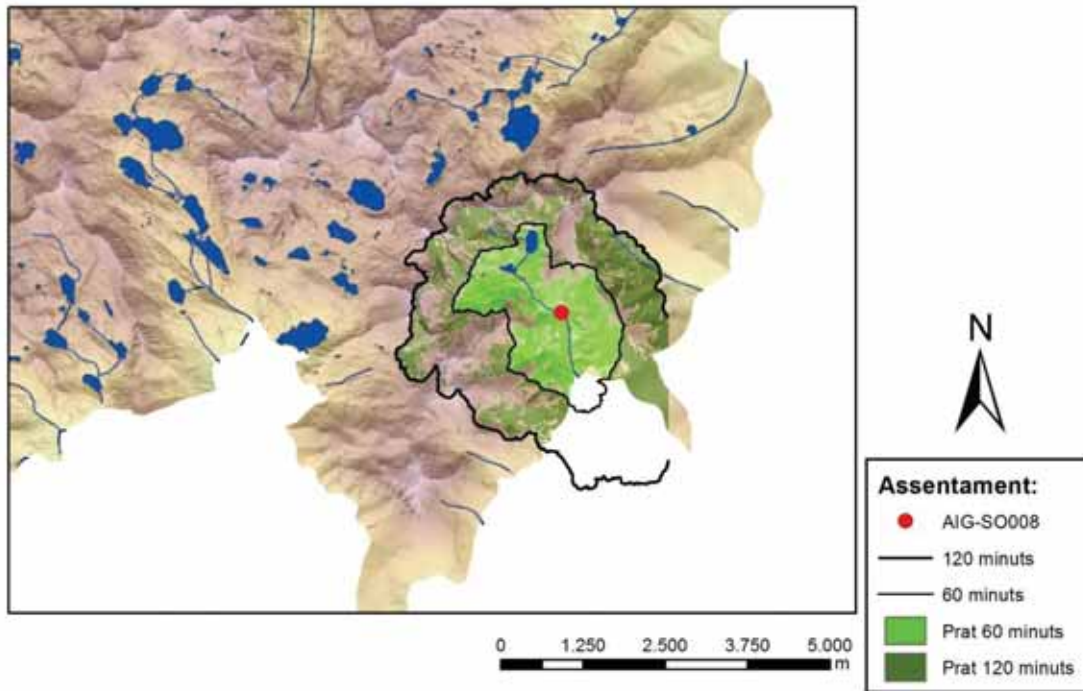 N
Assentament:
AIG-SO008
120 minuts
60 minuts
Prat 60 minuts
Prat 120 minuts
0 1.250 2.500 3.750 5.000
m